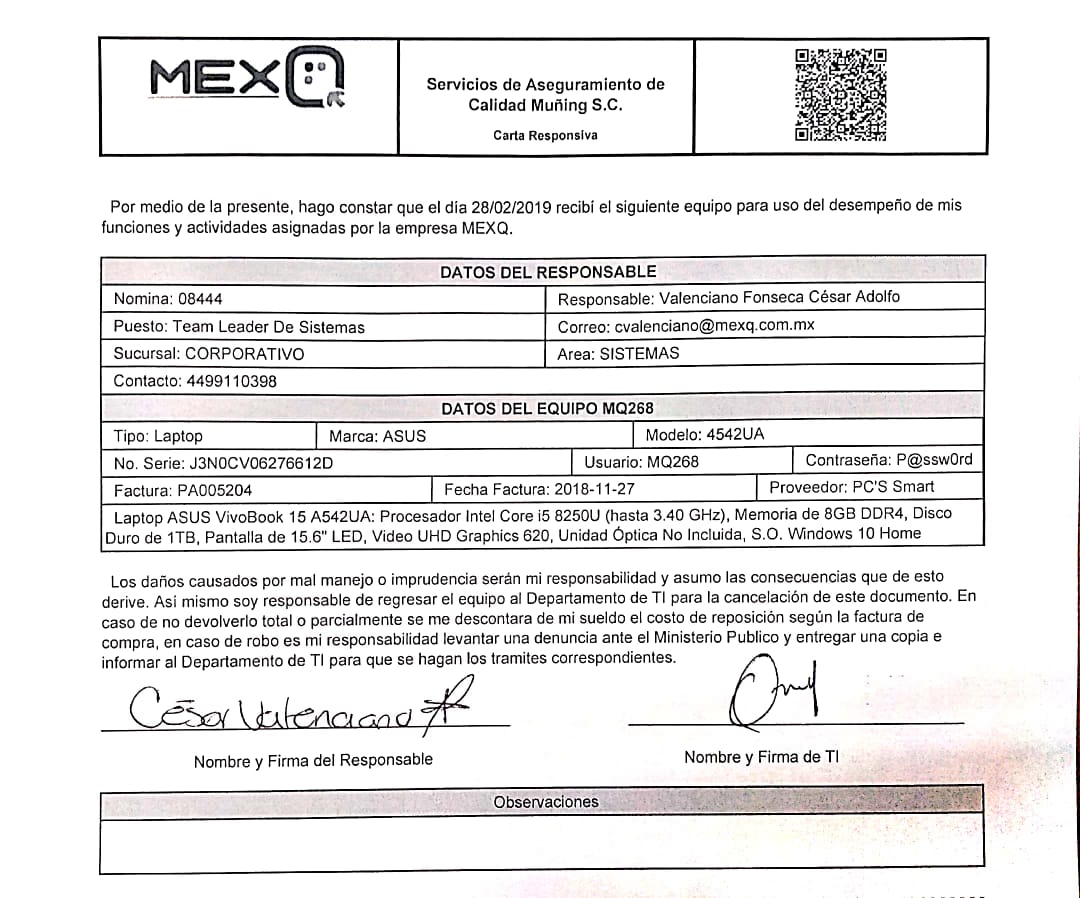 MEXQ
Servicios de Aseguramiento de
Calidad Muñing S.C.
Carta Responsiva
Por medio de la presente, hago constar que el día 28/02/2019 recibí el siguiente equipo para uso del desempeño de mis
funciones y actividades asignadas por la empresa MEXQ.
DATOS DEL RESPONSABLE
Nomina: 08444 Responsable: Valenciano Fonseca César Adolfo
Puesto: Team Leader De Sistemas Correo: cvalenciano@mexq.com.mx
Sucursal: CORPORATIVO Area: SISTEMAS
Contacto: 4499110398
DATOS DEL EQUIPO MQ268
Tipo: Laptop Marca: ASUS Modelo: 4542UA
No. Serie: J3N0CV06276612D Usuario: MQ268 Contraseña: P@ssw0rd
Factura: PA005204 Fecha Factura: 2018-11-27 Proveedor: PC'S Smart
Laptop ASUS VivoBook 15 A542UA: Procesador Intel Core i5 8250U (hasta 3.40 GHz), Memoria de 8GB DDR4, Disco
Duro de 1TB, Pantalla de 15.6" LED, Video UHD Graphics 620, Unidad Óptica No Incluida, S.O. Windows 10 Home
Los daños causados por mal manejo o imprudencia serán mi responsabilidad y asumo las consecuencias que de esto
derive. Asi mismo soy responsable de regresar el equipo al Departamento de TI para la cancelación de este documento. En
caso de no devolverlo total o parcialmente se me descontara de mi sueldo el costo de reposición según la factura de
compra, en caso de robo es mi responsabilidad levantar una denuncia ante el Ministerio Publico y entregar una copia e
informar al Departamento de TI para que se hagan los tramites correspondientes.
César Valenciano
Nombre y Firma del Responsable Nombre y Firma de TI
Observaciones